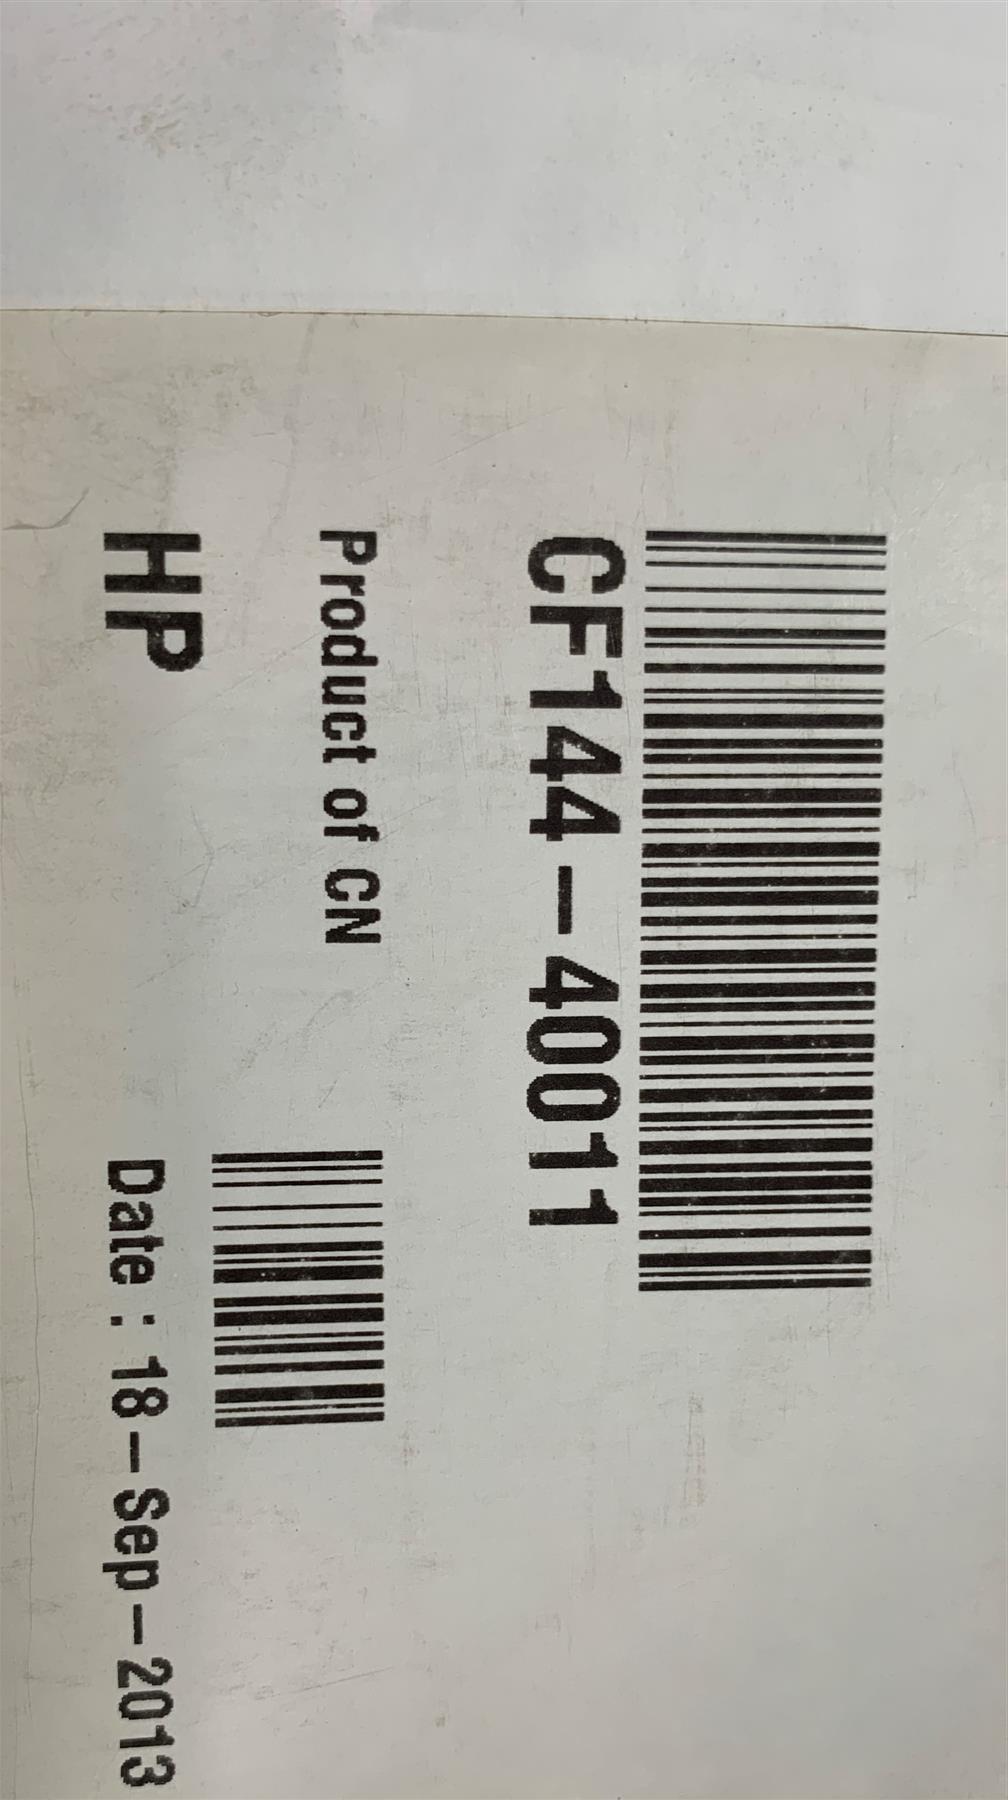 CF144-40011
Product of CN
HP
Date : 18-Sep-2013